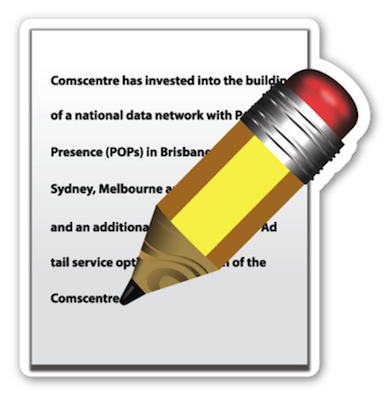 Comscentre has invested into the
of a national data network with
Presence (POPs) in
Sydney, Melbourne
and an Ad
tail service of the
Comscentre